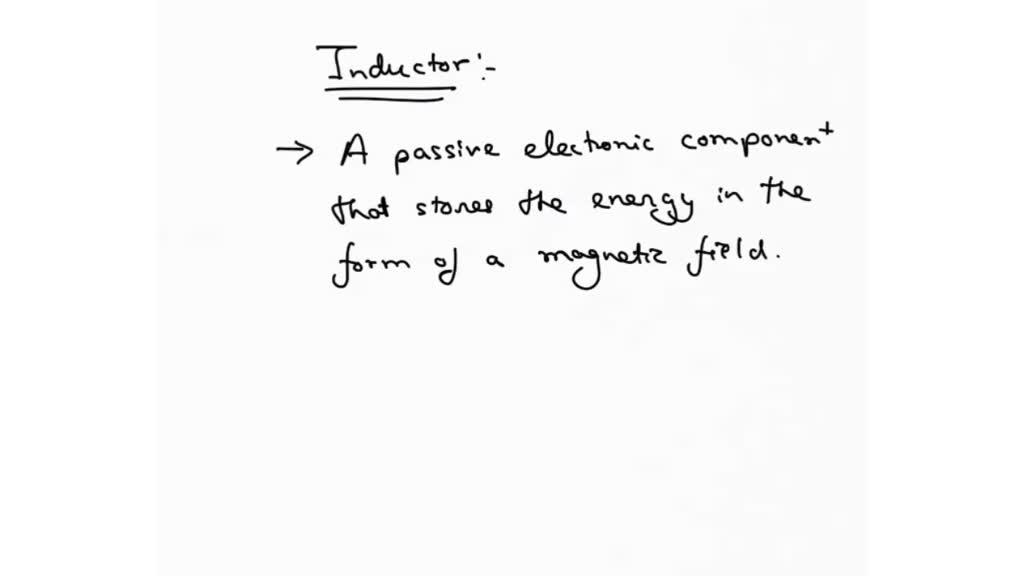 Inductor :-
→ A passive electronic component
that stores the energy in the
form of a magnetic field.